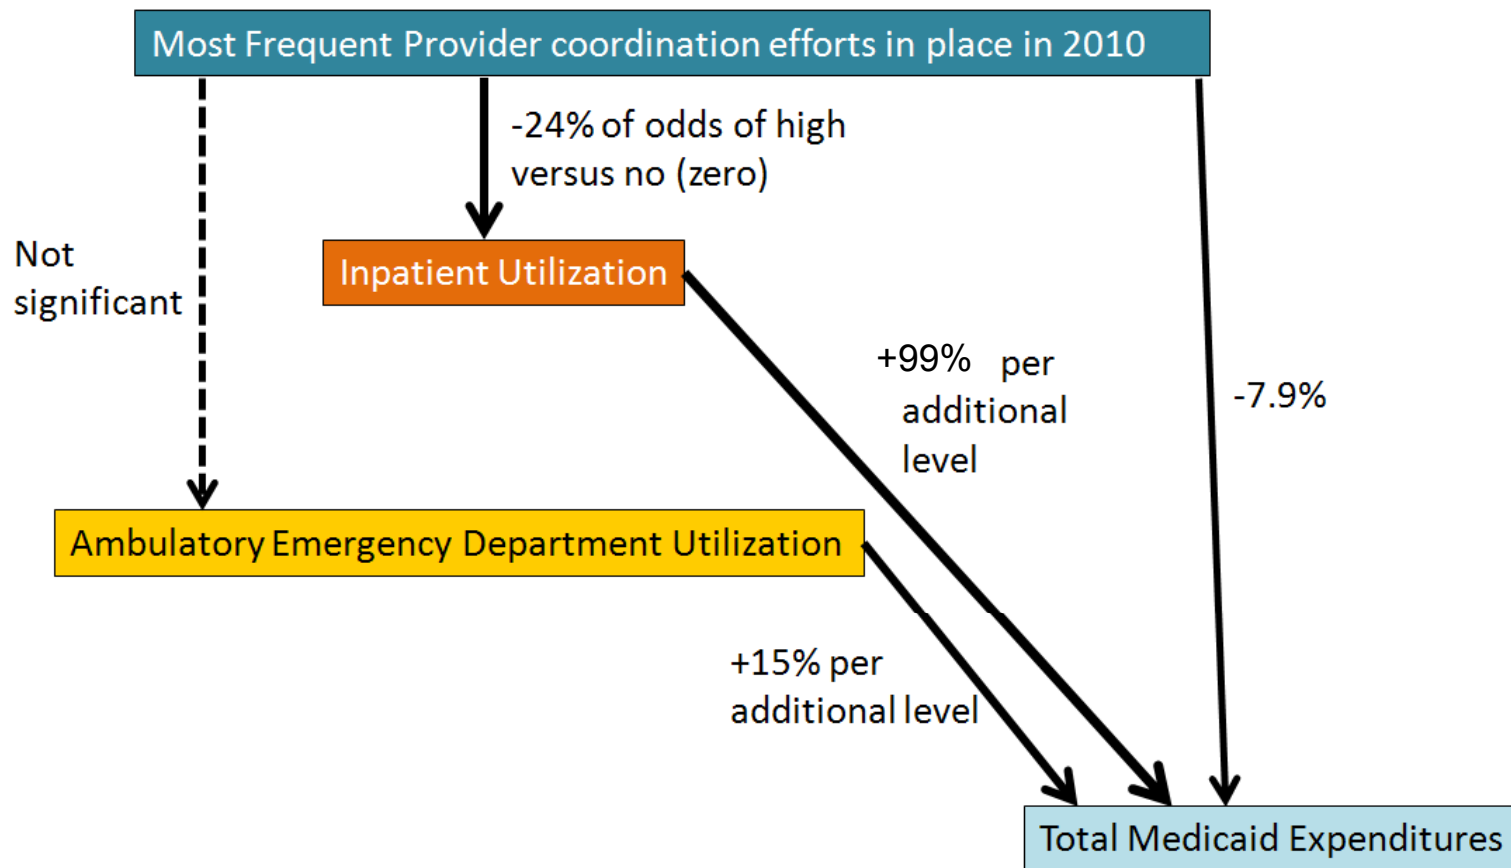 Most Frequent Provider coordination efforts in place in 2010
-24% of odds of high
versus no (zero)
Not
significant
Inpatient Utilization
+99% per
additional
level
-7.9%
Ambulatory Emergency Department Utilization
+15% per
additional level
Total Medicaid Expenditures